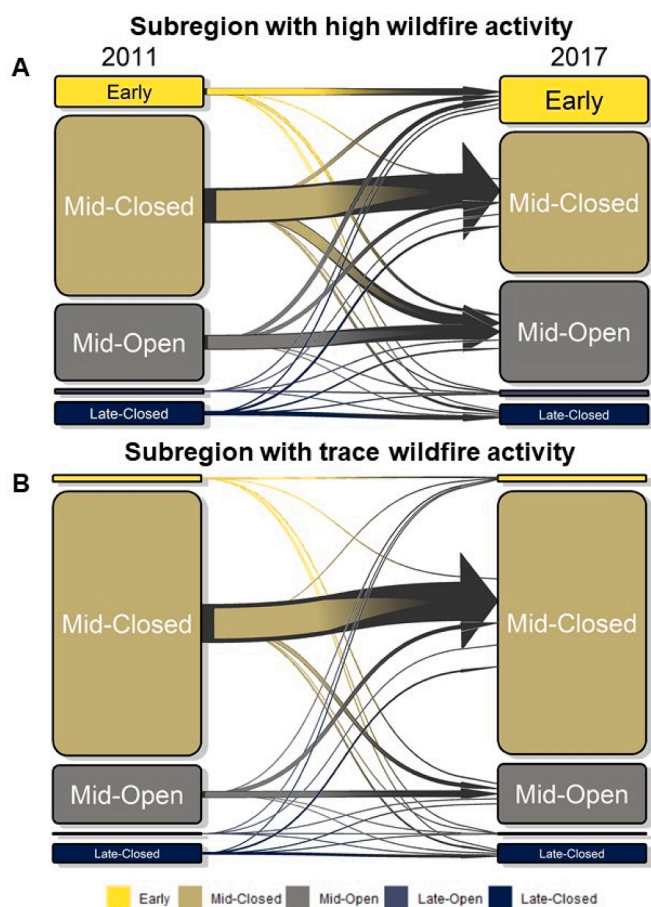 Subregion with high wildfire activity
A
2011
2017
Early
Early
Mid-Closed
Mid-Closed
Mid-Open
Mid-Open
Late-Closed
Late-Closed
Subregion with trace wildfire activity
B
Mid-Closed
Mid-Closed
Mid-Open
Mid-Open
Late-Closed
Late-Closed
Early Mid-Closed Mid-Open Late-Open Late-Closed